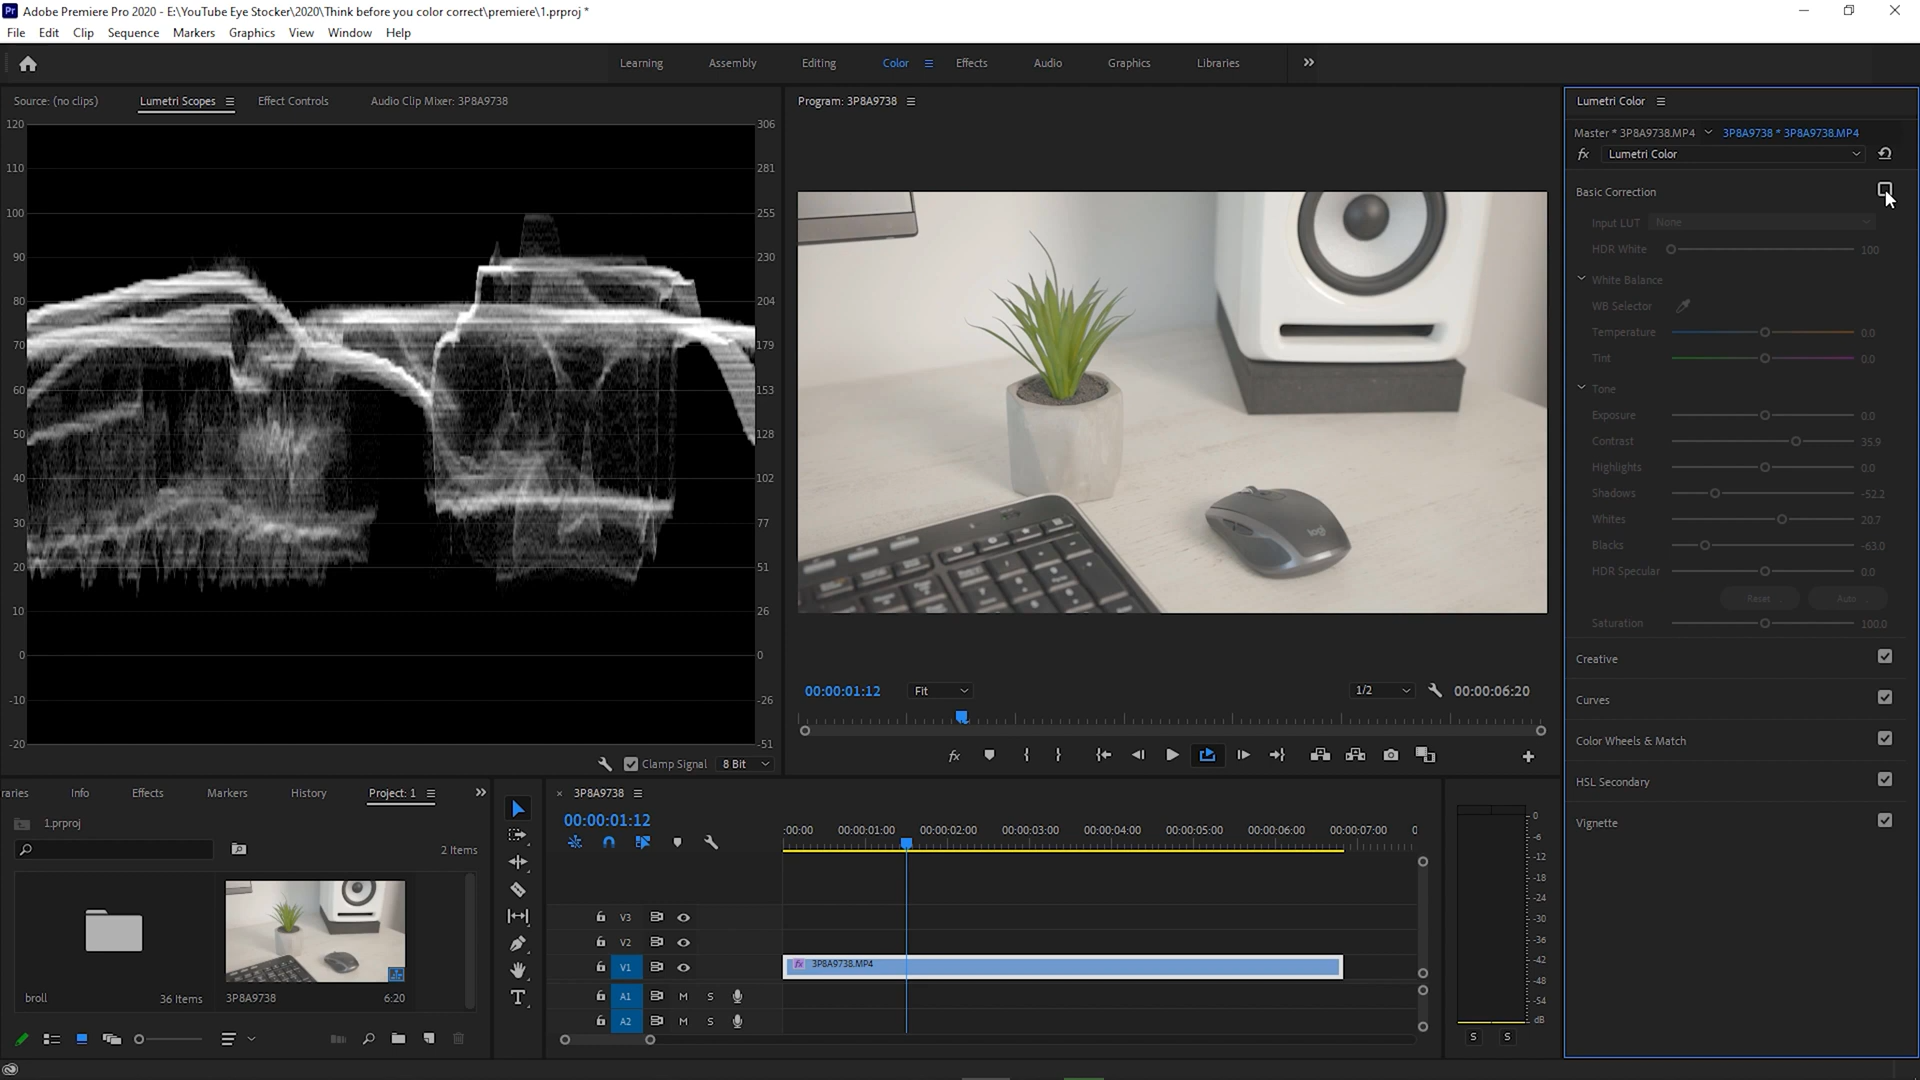 Adobe Premiere Pro 2020 - E:\YouTube Eye Stocker\2020\Think before you color correct\premiere\1.prproj *
File Edit Clip Sequence Markers Graphics View Window Help
Learning Assembly Editing Color Effects Audio Graphics Libraries
Source: (no clips) Lumetri Scopes Effect Controls Audio Clip Mixer: 3P8A9738
120 306
110 281
100 255
90 230
80 204
70 179
60 153
50 128
40 102
30 77
20 51
10 26
0 0
-10 -26
-20 -51
Clamp Signal 8 Bit
Program: 3P8A9738
logi
00:00:01:12 Fit 1/2 00:00:06:20
Lumetri Color
Master * 3P8A9738.MP4 3P8A9738 * 3P8A9738.MP4
fx Lumetri Color
Basic Correction
Input LUT None
HDR White 100
White Balance
WB Selector
Temperature 0.0
Tint 0.0
Tone
Exposure 0.0
Contrast 35.9
Highlights 0.0
Shadows -52.2
Whites 20.7
Blacks -63.0
HDR Specular 0.0
Reset Auto
Saturation 100.0
Creative
Curves
Color Wheels & Match
HSL Secondary
Vignette
raries Info Effects Markers History Project: 1
1.prproj
2 Items
broll 36 Items
3P8A9738 6:20
× 3P8A9738
00:00:01:12
:00:00 00:00:01:00 00:00:02:00 00:00:03:00 00:00:04:00 00:00:05:00 00:00:06:00 00:00:07:00 0
V3
V2
V1 fx 3P8A9738.MP4
A1 M S
A2 M S
0
-6
-12
-18
-24
-30
-36
-42
-48
-54
dB
S S